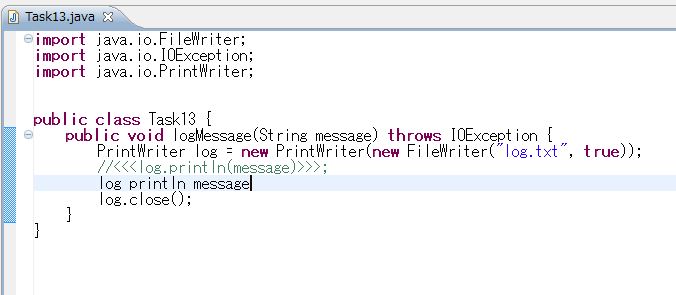 Task13.java
import java.io.FileWriter;
import java.io.IOException;
import java.io.PrintWriter;
public class Task13 {
public void logMessage(String message) throws IOException {
PrintWriter log = new PrintWriter(new FileWriter("log.txt", true));
//<<<log.println(message)>>>;
log println message
log.close();
}
}